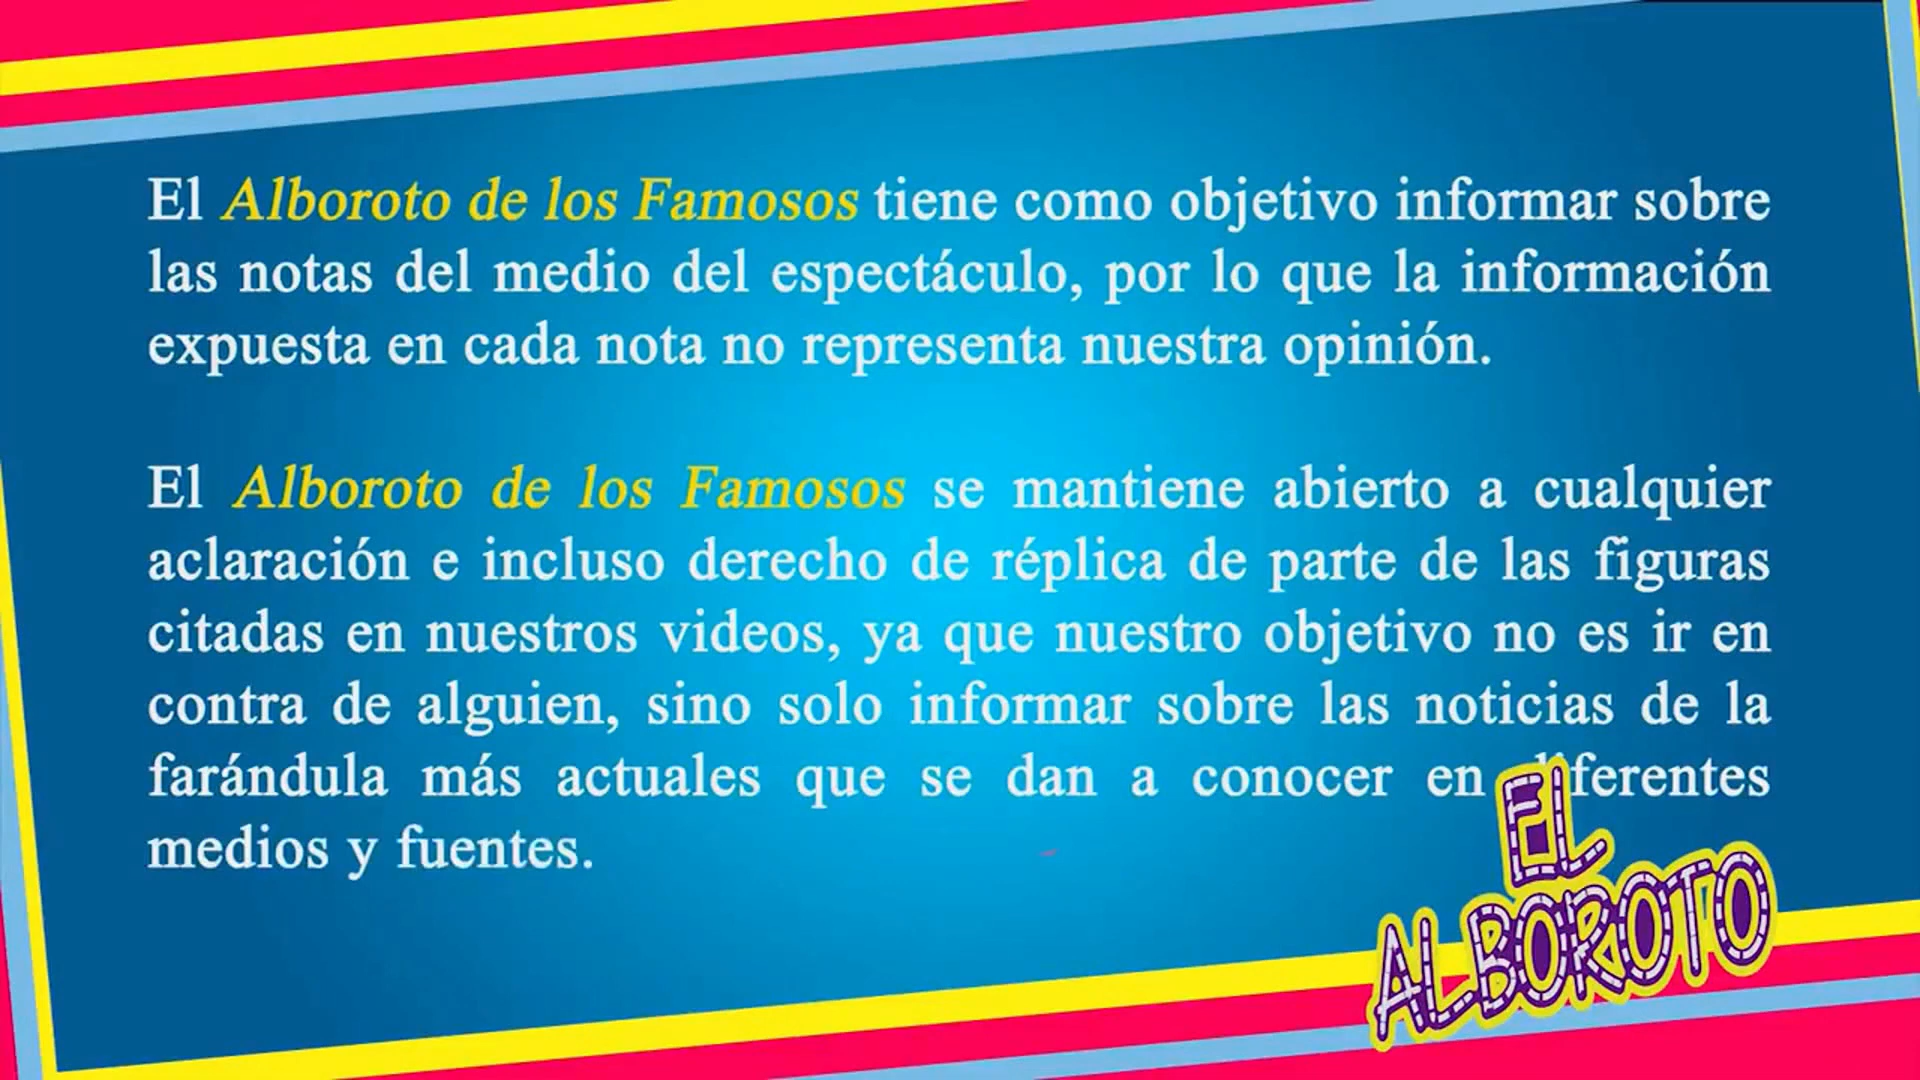 El Alboroto de los Famosos tiene como objetivo informar sobre
las notas del medio del espectáculo, por lo que la información
expuesta en cada nota no representa nuestra opinión.
El Alboroto de los Famosos se mantiene abierto a cualquier
aclaración e incluso derecho de réplica de parte de las figuras
citadas en nuestros videos, ya que nuestro objetivo no es ir en
contra de alguien, sino solo informar sobre las noticias de la
farándula más actuales que se dan a conocer en diferentes
medios y fuentes.
EL
ALBOROTO